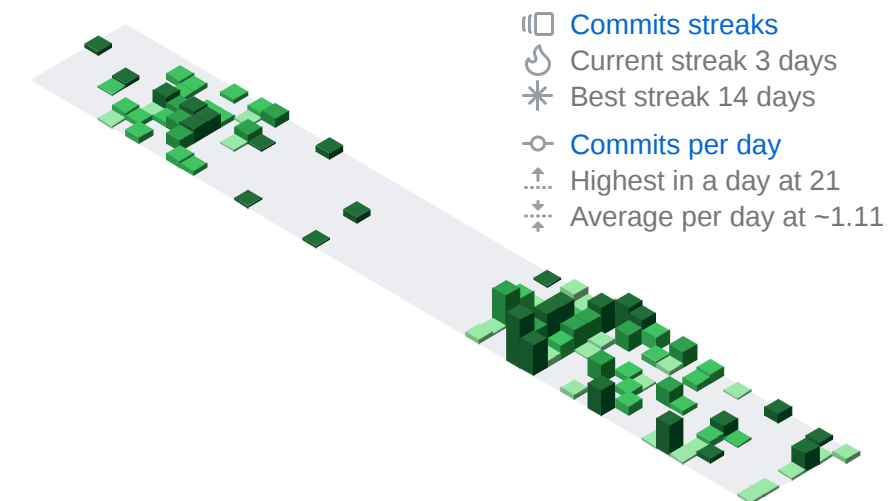 Commits streaks
Current streak 3 days
Best streak 14 days
Commits per day
Highest in a day at 21
Average per day at ~1.11